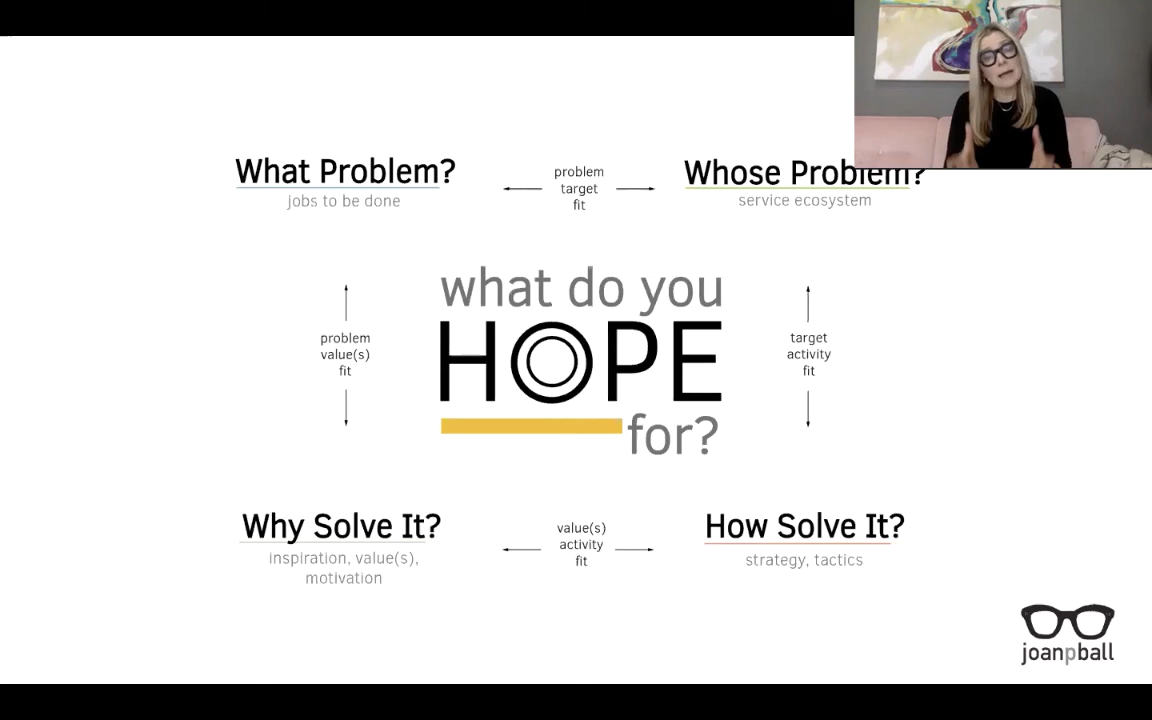 What Problem?
jobs to be done
problem
target
fit
Whose Problem?
service ecosystem
problem
value(s)
fit
what do you
HOPE
for?
target
activity
fit
Why Solve It?
inspiration, value(s),
motivation
value(s)
activity
fit
How Solve It?
strategy, tactics
joanpball